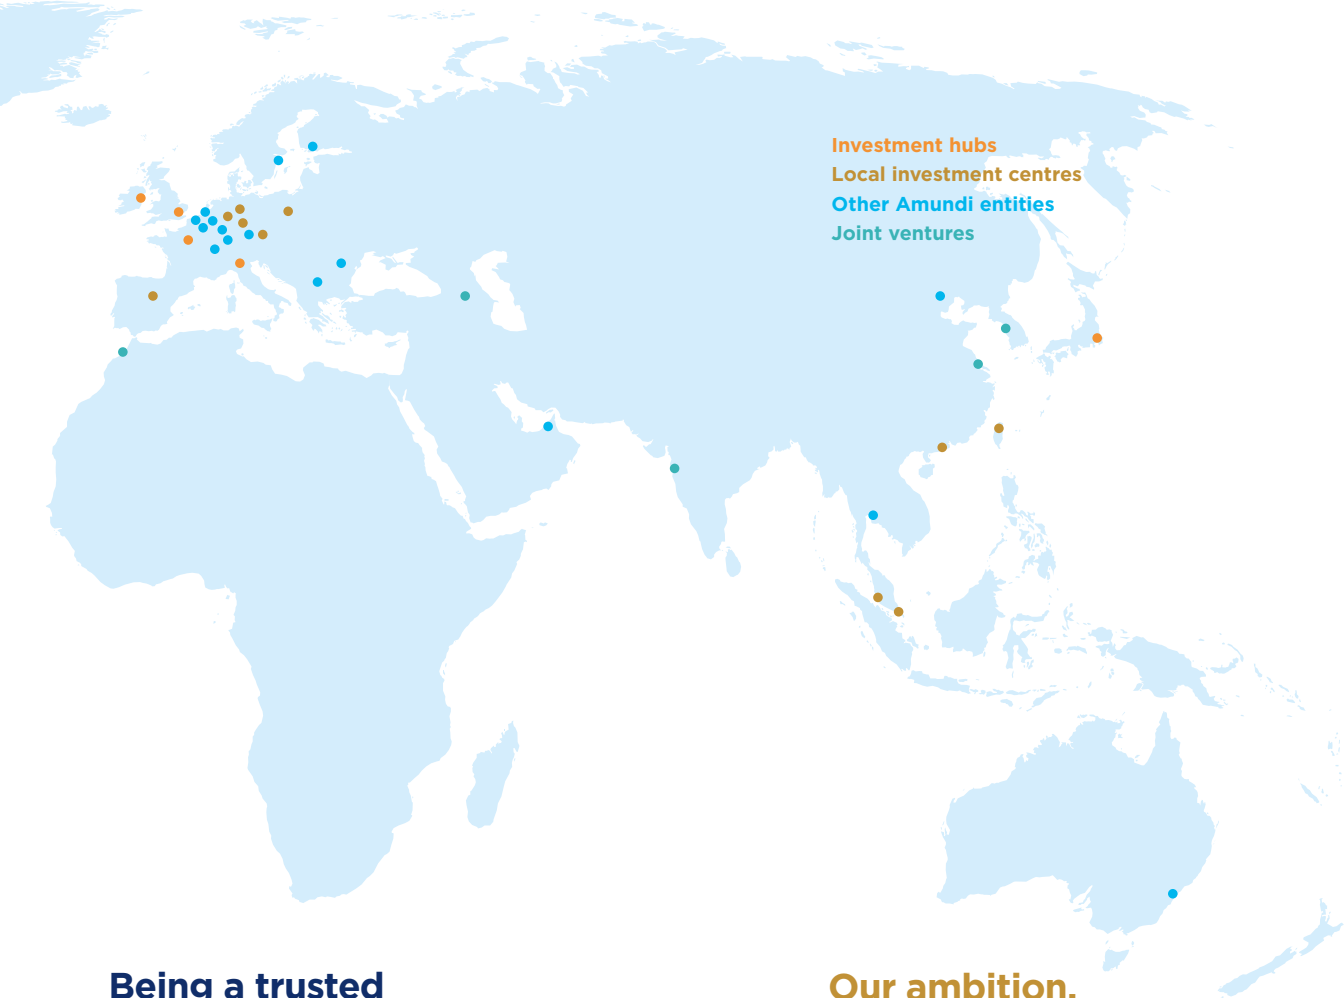 Investment hubs
Local investment centres
Other Amundi entities
Joint ventures
Being a trusted
Our ambition,